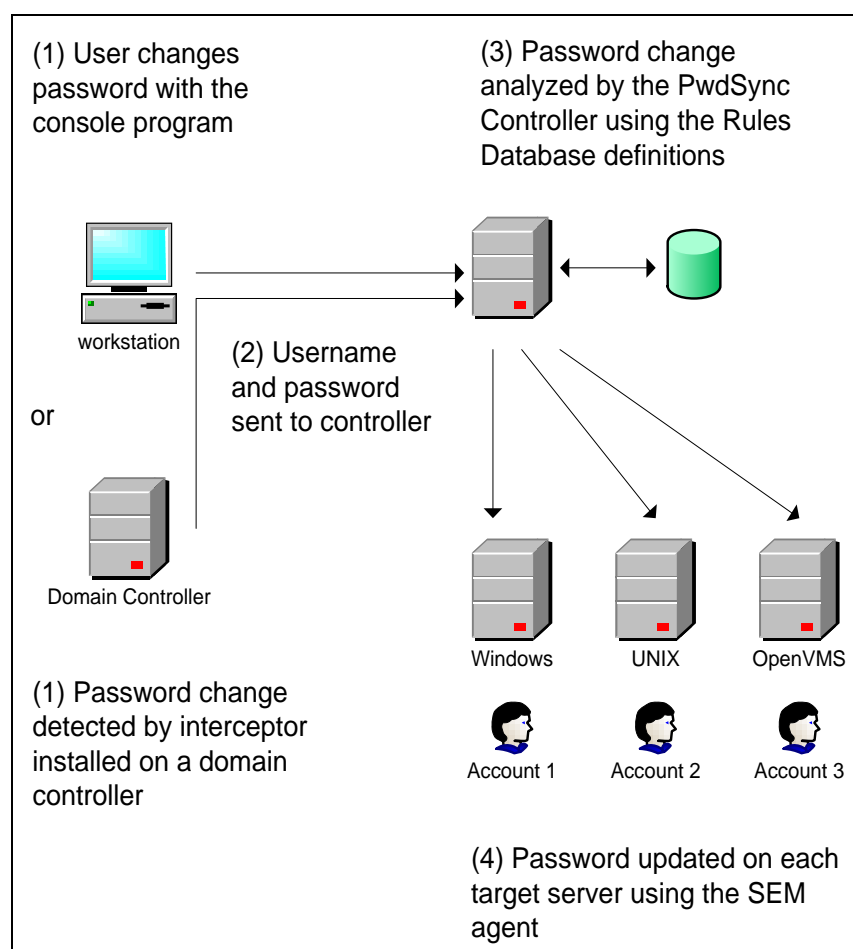 (1) User changes
password with the
console program
(3) Password change
analyzed by the PwdSync
Controller using the Rules
Database definitions
workstation
(2) Username
and password
sent to controller
or
Domain Controller
Windows
UNIX
OpenVMS
(1) Password change
detected by interceptor
installed on a domain
controller
Account 1
Account 2
Account 3
(4) Password updated on each
target server using the SEM
agent